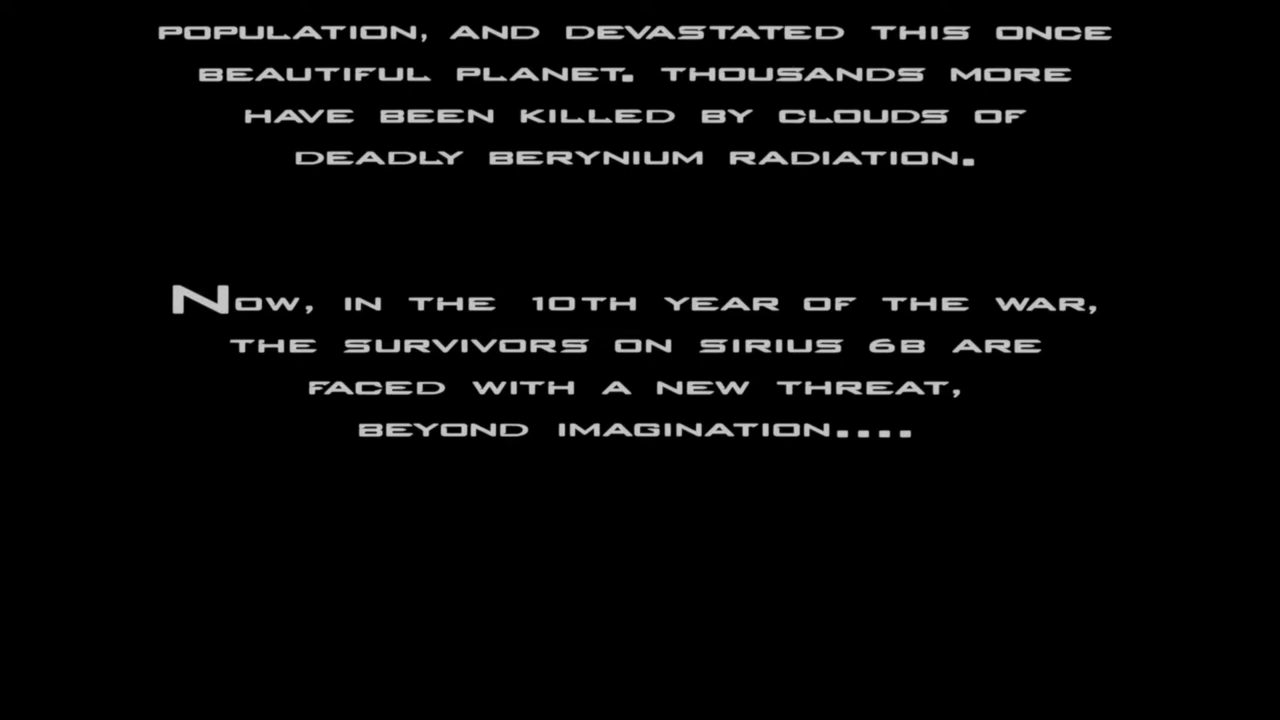 POPULATION, AND DEVASTATED THIS ONCE
BEAUTIFUL PLANET. THOUSANDS MORE
HAVE BEEN KILLED BY CLOUDS OF
DEADLY BERYNIUM RADIATION.
NOW, IN THE 10TH YEAR OF THE WAR,
THE SURVIVORS ON SIRIUS 6B ARE
FACED WITH A NEW THREAT,
BEYOND IMAGINATION....